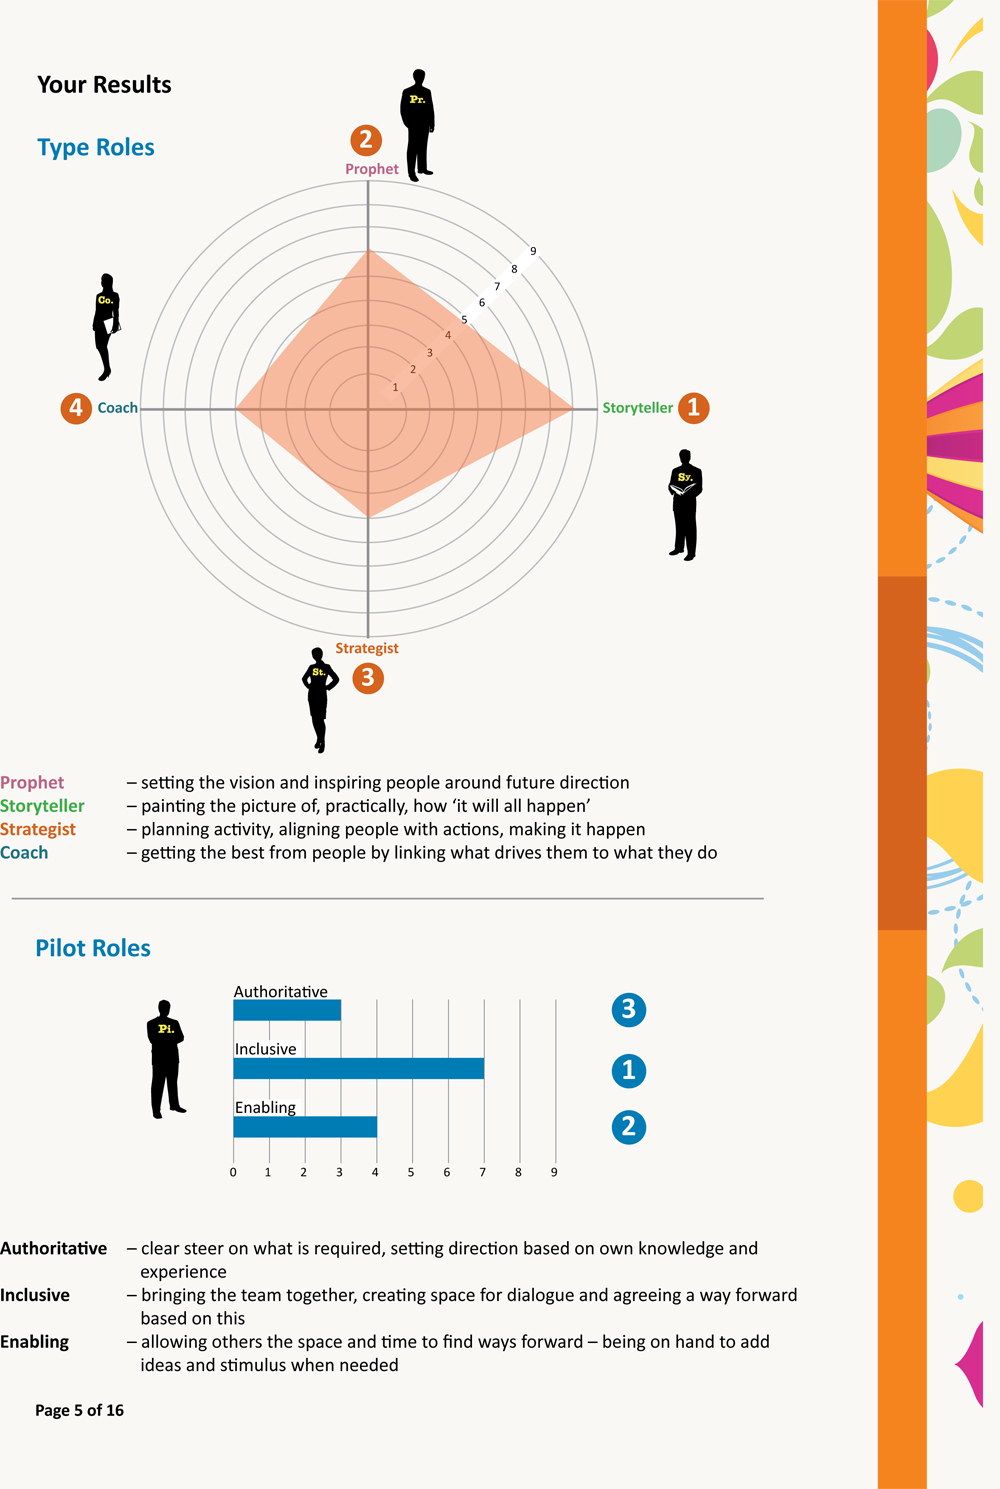 Your Results
Type Roles
Pr.
2
Prophet
9
8
7
6
5
4
3
2
1
Co.
4 Coach
Storyteller 1
Sy.
Strategist
St.
3
Prophet – setting the vision and inspiring people around future direction
Storyteller – painting the picture of, practically, how ‘it will all happen’
Strategist – planning activity, aligning people with actions, making it happen
Coach – getting the best from people by linking what drives them to what they do
Pilot Roles
Pi.
Authoritative
3
Inclusive
1
Enabling
2
0 1 2 3 4 5 6 7 8 9
Authoritative – clear steer on what is required, setting direction based on own knowledge and
experience
Inclusive – bringing the team together, creating space for dialogue and agreeing a way forward
based on this
Enabling – allowing others the space and time to find ways forward – being on hand to add
ideas and stimulus when needed
Page 5 of 16